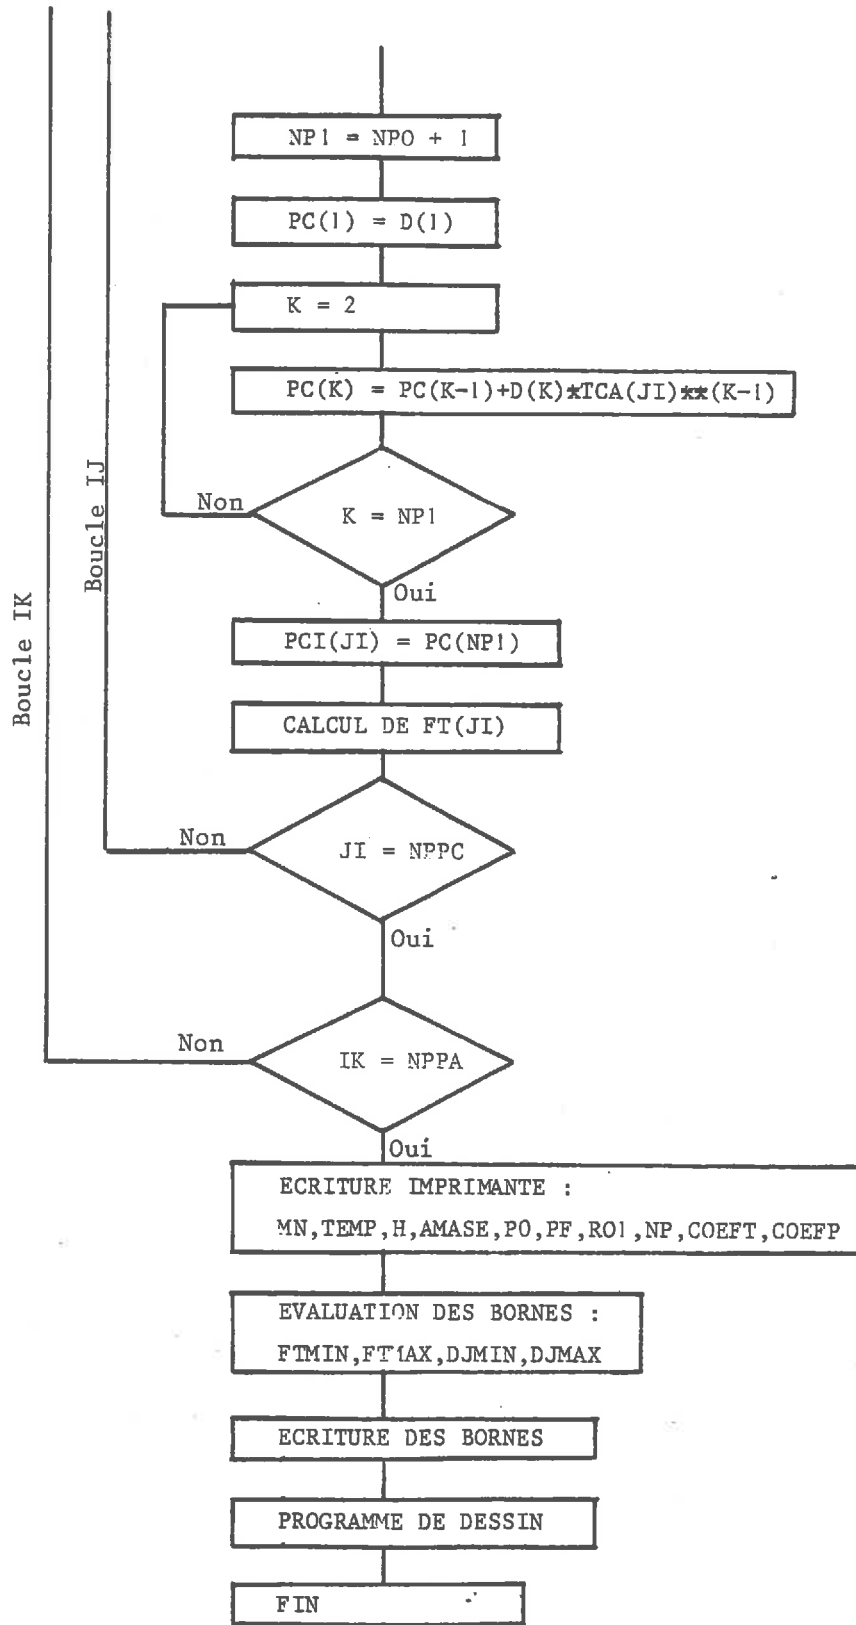 NP1 = NPO + 1
PC(1) = D(1)
K = 2
PC(K) = PC(K-1)+D(K)*TCA(JI)**(K-1)
Non
K = NP1
Oui
PCI(JI) = PC(NP1)
CALCUL DE FT(JI)
Boucle IJ
Boucle IK
Non
JI = NPPC
Oui
Non
IK = NPPA
Oui
ECRITURE IMPRIMANTE :
MN,TEMP,H,AMASE,PO,PF,RO1,NP,COEFT,COEFP
EVALUATION DES BORNES :
FTMIN,FTMAX,DJMIN,DJMAX
ECRITURE DES BORNES
PROGRAMME DE DESSIN
FIN